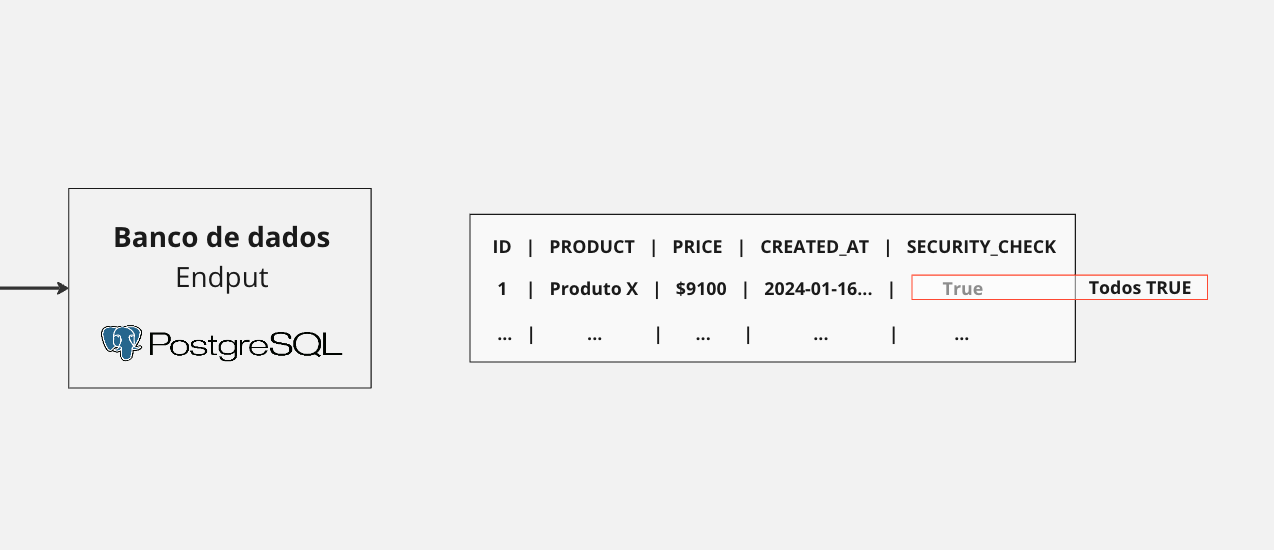 Banco de dados
Endput
PostgreSQL
ID | PRODUCT | PRICE | CREATED_AT | SECURITY_CHECK
1 | Produto X | $9100 | 2024-01-16... | True Todos TRUE
... | ... | ... | ... | ...